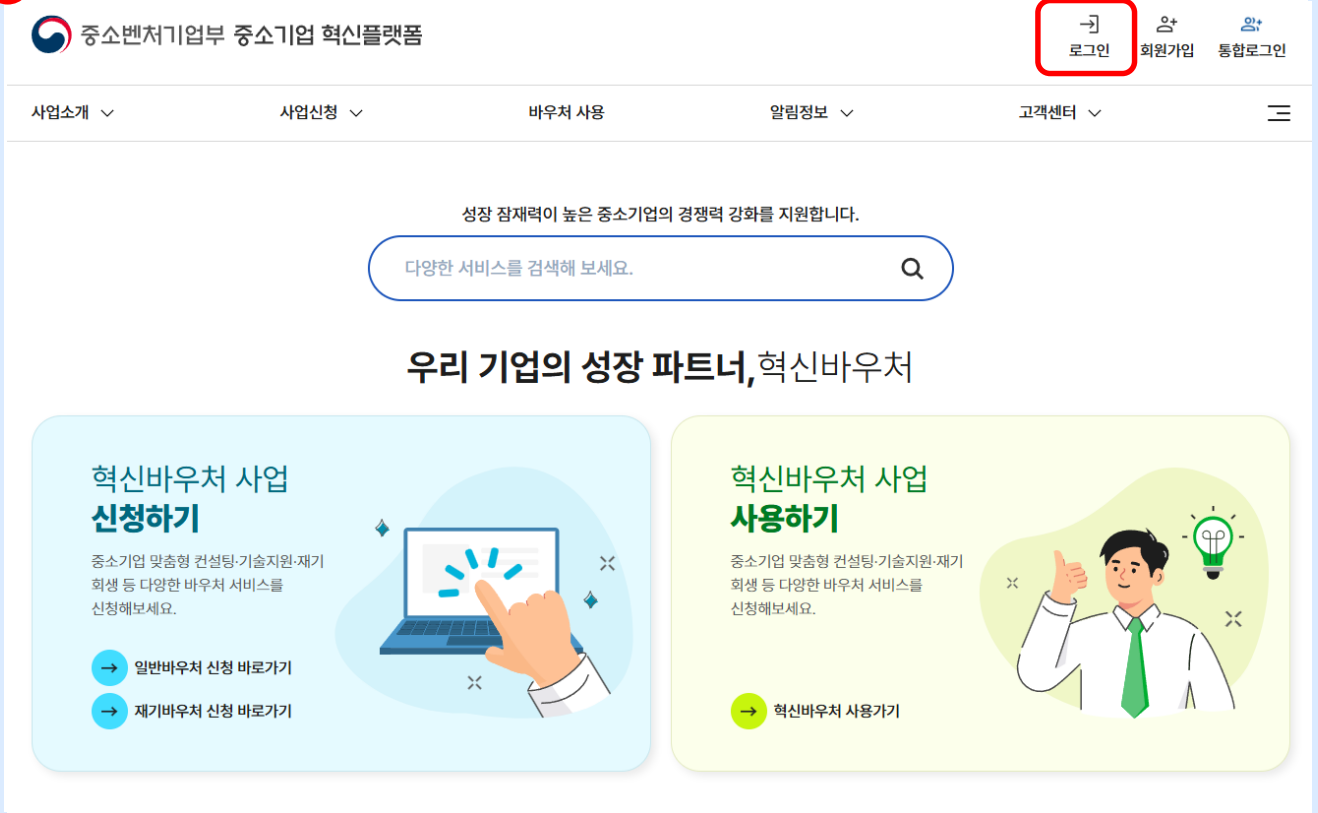 중소벤처기업부 중소기업 혁신플랫폼
로그인 회원가입 통합로그인
사업소개 사업신청 바우처 사용 알림정보 고객센터
성장 잠재력이 높은 중소기업의 경쟁력 강화를 지원합니다.
다양한 서비스를 검색해 보세요.
우리 기업의 성장 파트너,혁신바우처
혁신바우처 사업
신청하기
중소기업 맞춤형 컨설팅·기술지원·재기
회생 등 다양한 바우처 서비스를
신청해보세요.
일반바우처 신청 바로가기
재기바우처 신청 바로가기
혁신바우처 사업
사용하기
중소기업 맞춤형 컨설팅·기술지원·재기
회생 등 다양한 바우처 서비스를
신청해보세요.
혁신바우처 사용가기